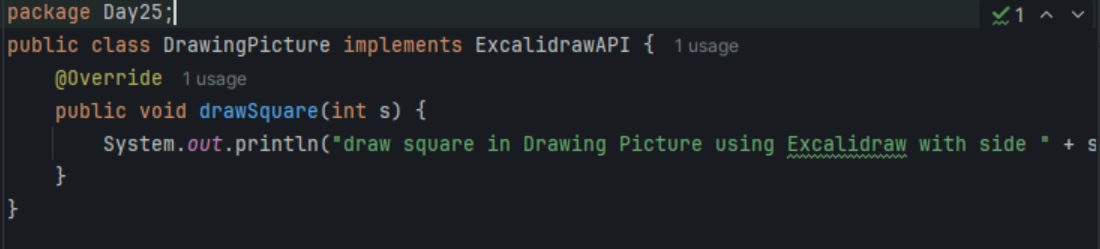 package Day25;
1
public class DrawingPicture implements ExcalidrawAPI { 1 usage
@Override 1 usage
public void drawSquare(int s) {
System.out.println("draw square in Drawing Picture using Excalidraw with side " + s
}
}